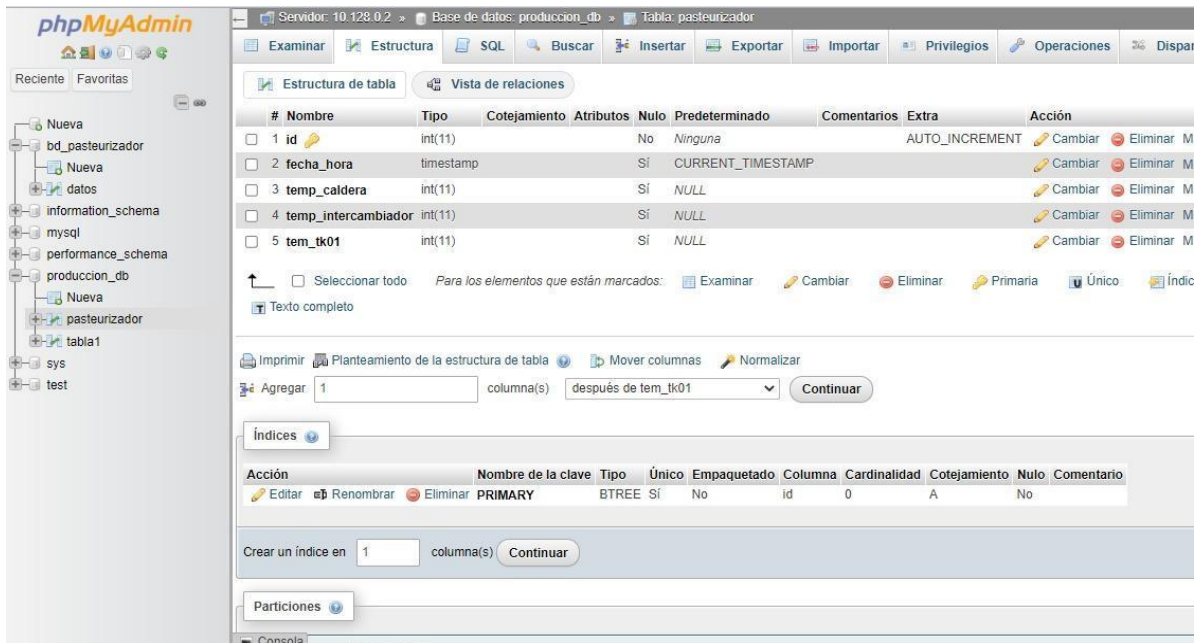 phpMyAdmin
Reciente Favoritas
Nueva
bd_pasteurizador
Nueva
datos
information_schema
mysql
performance_schema
produccion_db
Nueva
pasteurizador
tabla1
sys
test
Servidor: 10.128.0.2 » Base de datos: produccion_db » Tabla: pasteurizador
Examinar Estructura SQL Buscar Insertar Exportar Importar Privilegios Operaciones Dispar
Estructura de tabla Vista de relaciones
# Nombre Tipo Cotejamiento Atributos Nulo Predeterminado Comentarios Extra Acción
1 id int(11) No Ninguna AUTO_INCREMENT Cambiar Eliminar M
2 fecha_hora timestamp Sí CURRENT_TIMESTAMP Cambiar Eliminar M
3 temp_caldera int(11) Sí NULL Cambiar Eliminar M
4 temp_intercambiador int(11) Sí NULL Cambiar Eliminar M
5 tem_tk01 int(11) Sí NULL Cambiar Eliminar M
Seleccionar todo Para los elementos que están marcados: Examinar Cambiar Eliminar Primaria Único Índic
Texto completo
Imprimir Planteamiento de la estructura de tabla Mover columnas Normalizar
Agregar 1 columna(s) después de tem_tk01 Continuar
Índices
Acción Nombre de la clave Tipo Único Empaquetado Columna Cardinalidad Cotejamiento Nulo Comentario
Editar Renombrar Eliminar PRIMARY BTREE Sí No id 0 A No
Crear un índice en 1 columna(s) Continuar
Particiones
Consola